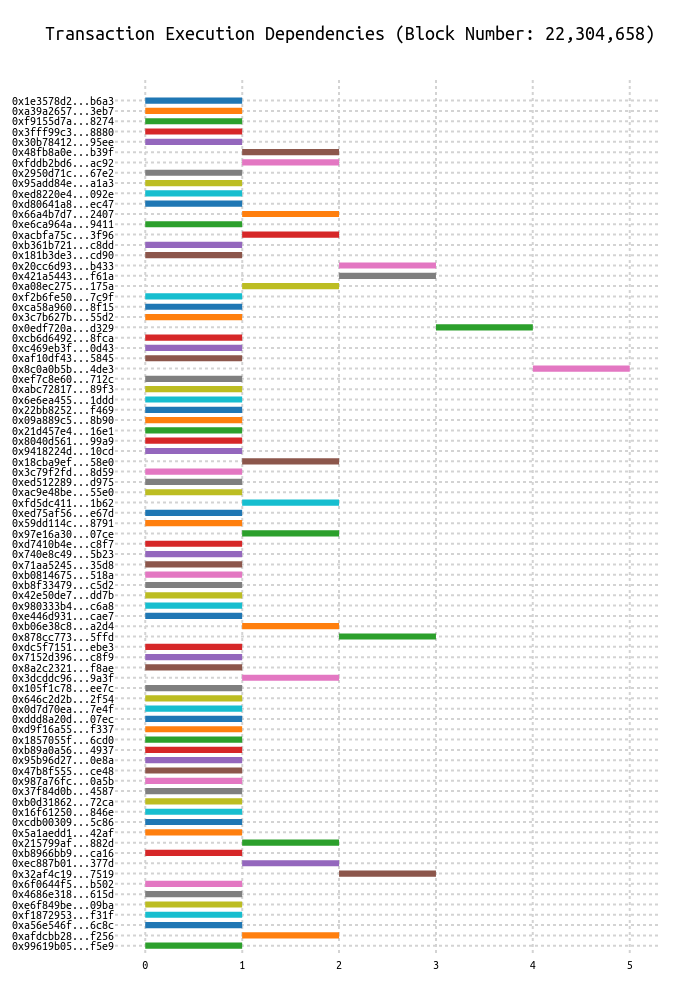 Transaction Execution Dependencies (Block Number: 22,304,658)
0x1e3578d2...b6a3
0xa39a2657...3eb7
0xf9155d7a...8274
0x3fff99c3...8880
0x30b78412...95ee
0x48fb8a0e...b39f
0xfddb2bd6...ac92
0x2950d71c...67e2
0x95add84e...a1a3
0xed8220e4...092e
0xd80641a8...ec47
0x66a4b7d7...2407
0xe6ca964a...9411
0xacbfa75c...3f96
0xb361b721...c8dd
0x181b3de3...cd90
0x20cc6d93...b433
0x421a5443...f61a
0xa08ec275...175a
0xf2b6fe50...7c9f
0xca58a960...8f15
0x3c7b627b...55d2
0x0edf720a...d329
0xcb6d6492...8fca
0xc469eb3f...0d43
0xaf10df43...5845
0x8c0a0b5b...4de3
0xef7c8e60...712c
0xabc72817...89f3
0x6e6ea455...1ddd
0x22bb8252...f469
0x09a889c5...8b90
0x21d457e4...16e1
0x8040d561...99a9
0x9418224d...10cd
0x18cba9ef...58e0
0x3c79f2fd...8d59
0xed512289...d975
0xac9e48be...55e0
0xfd5dc411...1b62
0xed75af56...e67d
0x59dd114c...8791
0x97e16a30...07ce
0xd7410b4e...c8f7
0x740e8c49...5b23
0x71aa5245...35d8
0xb0814675...518a
0xb8f33479...c5d2
0x42e50de7...dd7b
0x980333b4...c6a8
0xe446d931...cae7
0xb06e38c8...a2d4
0x878cc773...5ffd
0xdc5f7151...ebe3
0x7152d396...c8f9
0x8a2c2321...f8ae
0x3dcddc96...9a3f
0x105f1c78...ee7c
0x646c2d2b...2f54
0x0d7d70ea...7e4f
0xddd8a20d...07ec
0xd9f16a55...f337
0x1857055f...6cd0
0xb89a0a56...4937
0x95b96d27...0e8a
0x47b8f555...ce48
0x987a76fc...0a5b
0x37f84d0b...4587
0xb0d31862...72ca
0x16f61250...846e
0xcdb00309...5c86
0x5a1aedd1...42af
0x215799af...882d
0xb8966bb9...ca16
0xec887b01...377d
0x32af4c19...7519
0x6f0644f5...b502
0x4686e318...615d
0xe6f849be...09ba
0xf1872953...f31f
0xa56e546f...6c8c
0xafdcbb28...f256
0x99619b05...f5e9
0 1 2 3 4 5